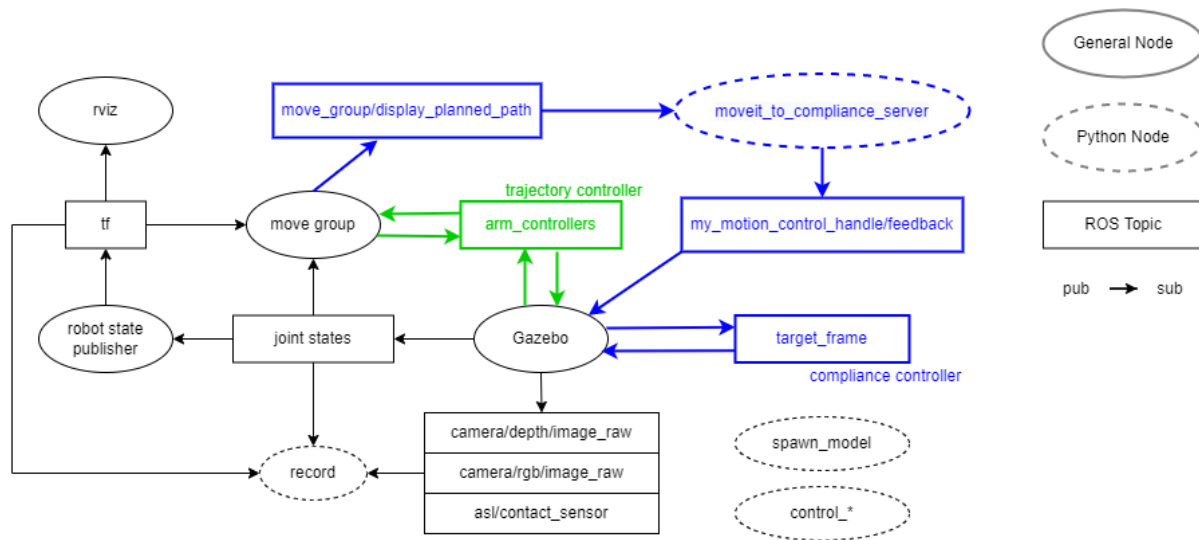 General Node
rviz
move_group/display_planned_path
moveit_to_compliance_server
Python Node
trajectory controller
tf
move group
arm_controllers
my_motion_control_handle/feedback
ROS Topic
pub
sub
robot state
publisher
joint states
Gazebo
target_frame
compliance controller
camera/depth/image_raw
spawn_model
record
camera/rgb/image_raw
asl/contact_sensor
control_*